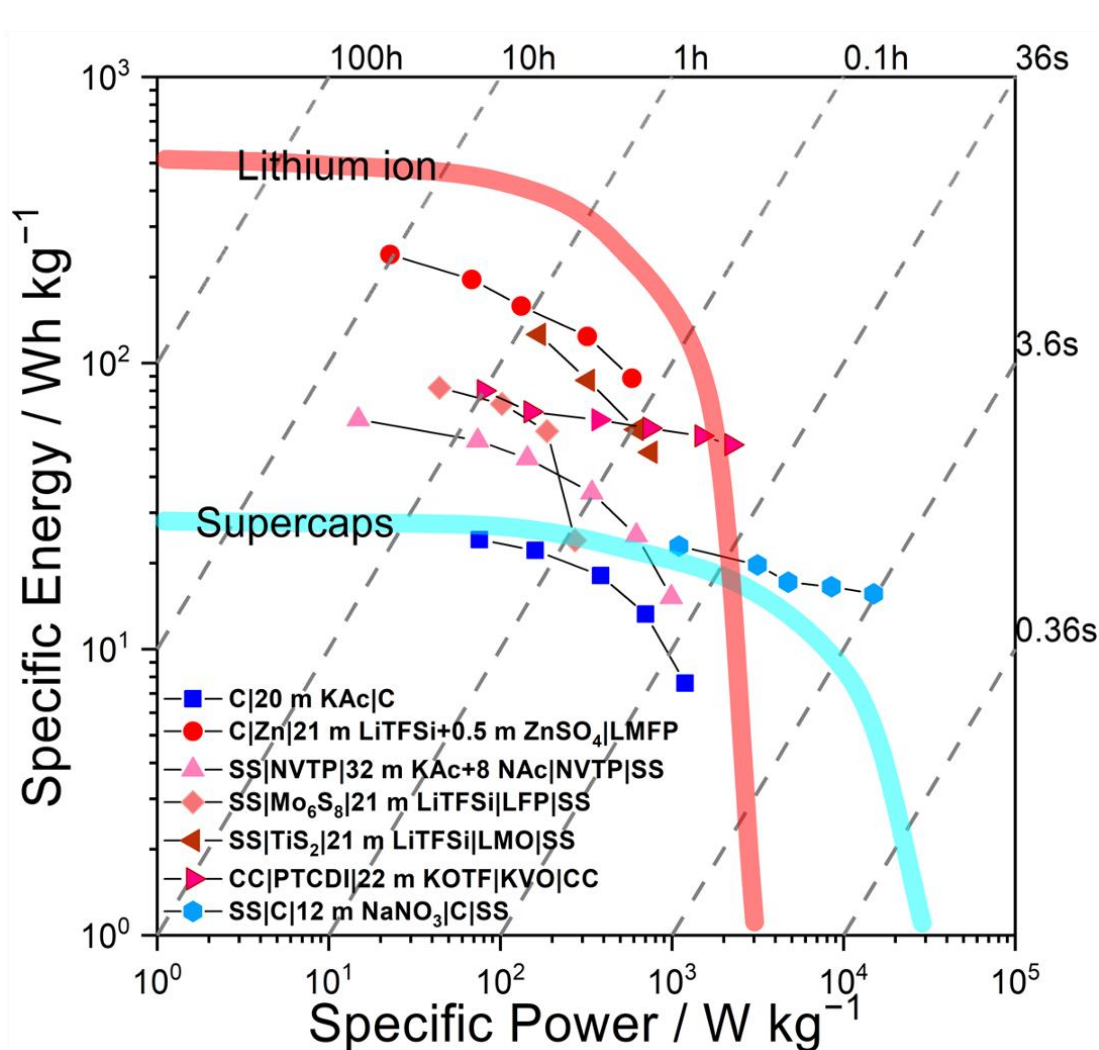 100h 10h 1h 0.1h 36s
10³
Lithium ion
3.6s
10²
Supercaps
0.36s
10¹
C|20 m KAc|C
C|Zn|21 m LiTFSi+0.5 m ZnSO₄|LMFP
SS|NVTP|32 m KAc+8 NAc|NVTP|SS
SS|Mo₆S₈|21 m LiTFSi|LFP|SS
SS|TiS₂|21 m LiTFSi|LMO|SS
CC|PTCDI|22 m KOTF|KVO|CC
SS|C|12 m NaNO₃|C|SS
10⁰
10⁰ 10¹ 10² 10³ 10⁴ 10⁵
Specific Power / W kg⁻¹
Specific Energy / Wh kg⁻¹